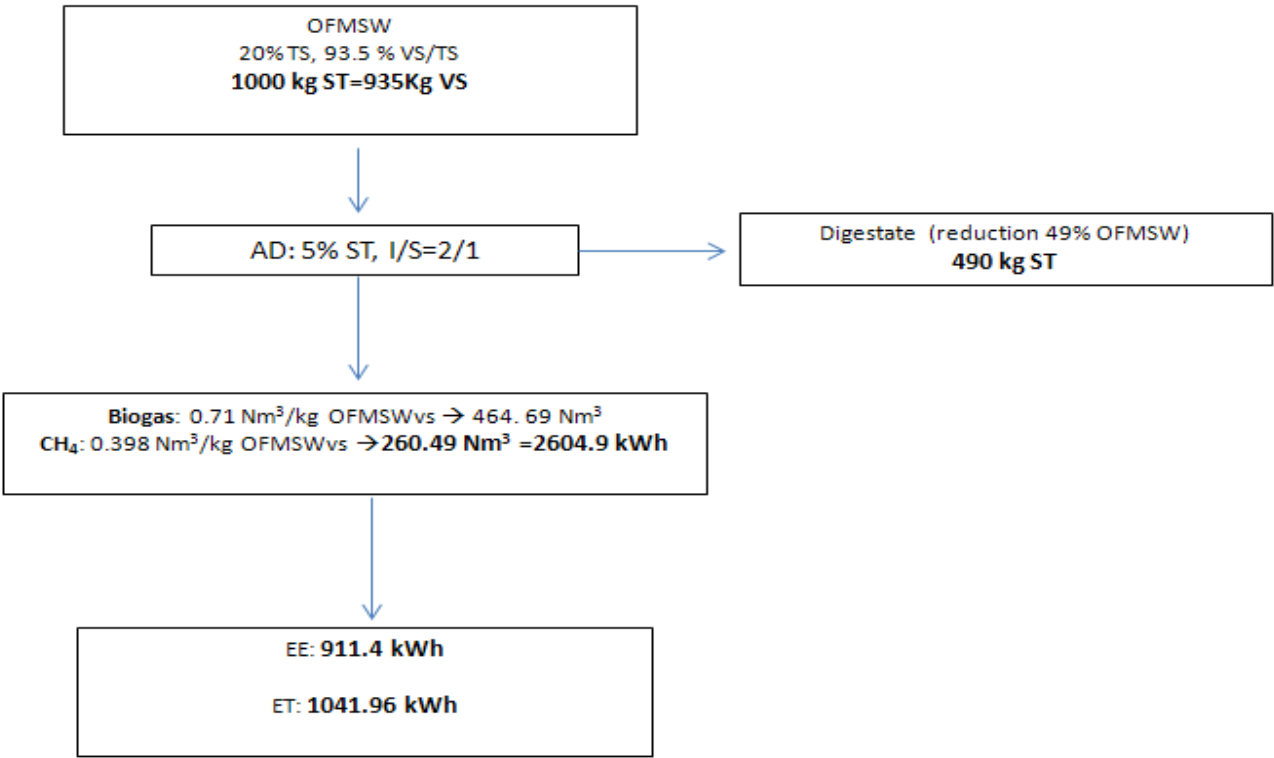 OFMSW
20% TS, 93.5 % VS/TS
1000 kg ST=935Kg VS
AD: 5% ST, I/S=2/1
Digestate (reduction 49% OFMSW)
490 kg ST
Biogas: 0.71 Nm³/kg OFMSWvs → 464. 69 Nm³
CH₄: 0.398 Nm³/kg OFMSWvs →260.49 Nm³ =2604.9 kWh
EE: 911.4 kWh
ET: 1041.96 kWh